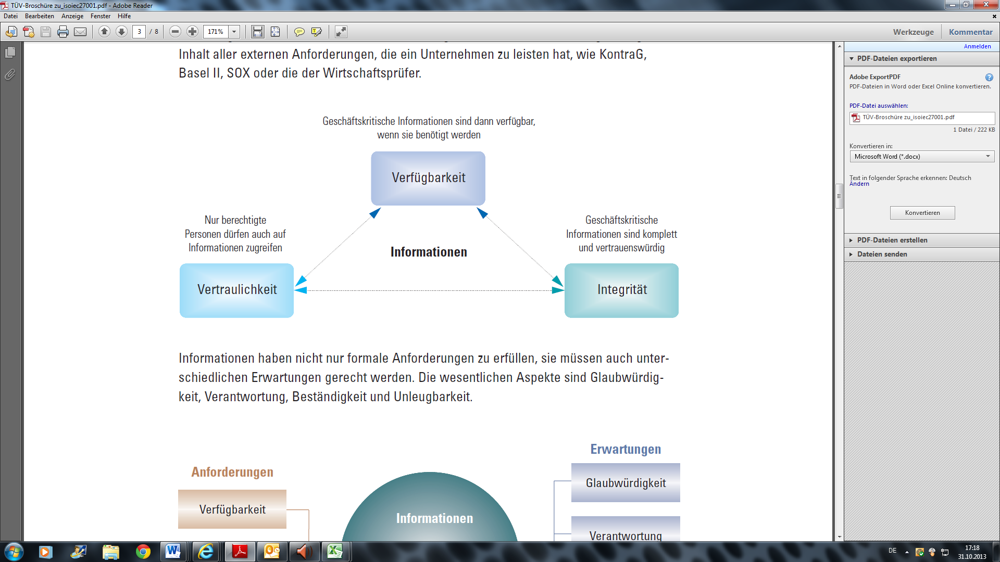 TÜV-Broschüre zu_isoiec27001.pdf - Adobe Reader
Datei Bearbeiten Anzeige Fenster Hilfe
3 / 8 171% Werkzeuge Kommentar
Anmelden
PDF-Dateien exportieren
Adobe ExportPDF
PDF-Dateien in Word oder Excel Online konvertieren.
PDF-Datei auswählen:
TÜV-Broschüre zu_isoiec27001.pdf
1 Datei / 222 KB
Konvertieren in:
Microsoft Word (*.docx)
Text in folgender Sprache erkennen: Deutsch
Ändern
Konvertieren
PDF-Dateien erstellen
Dateien senden
Inhalt aller externen Anforderungen, die ein Unternehmen zu leisten hat, wie KontraG,
Basel II, SOX oder die der Wirtschaftsprüfer.
Geschäftskritische Informationen sind dann verfügbar,
wenn sie benötigt werden
Verfügbarkeit
Nur berechtigte
Personen dürfen auch auf
Informationen zugreifen
Vertraulichkeit
Informationen
Geschäftskritische
Informationen sind komplett
und vertrauenswürdig
Integrität
Informationen haben nicht nur formale Anforderungen zu erfüllen, sie müssen auch unter-
schiedlichen Erwartungen gerecht werden. Die wesentlichen Aspekte sind Glaubwürdig-
keit, Verantwortung, Beständigkeit und Unleugbarkeit.
Anforderungen
Verfügbarkeit
Informationen
Erwartungen
Glaubwürdigkeit
Verantwortung
DE
17:18
31.10.2013